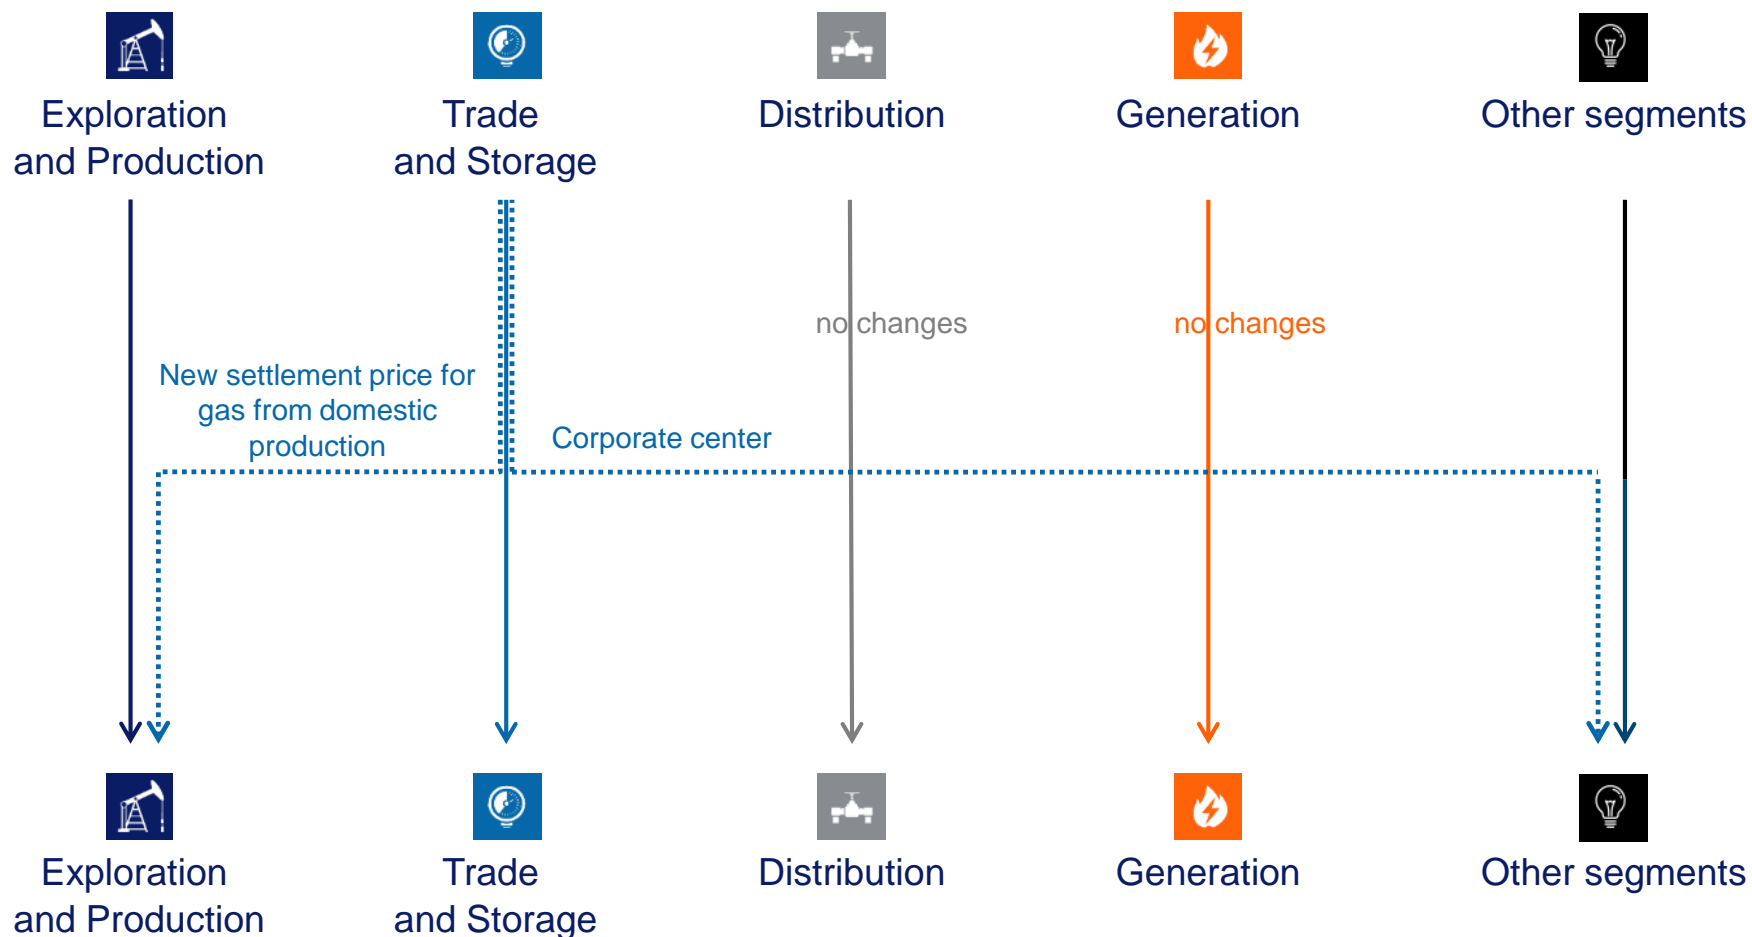 Exploration
and Production
Trade
and Storage
Distribution
Generation
Other segments
no changes
no changes
New settlement price for
gas from domestic
production
Corporate center
Exploration
and Production
Trade
and Storage
Distribution
Generation
Other segments